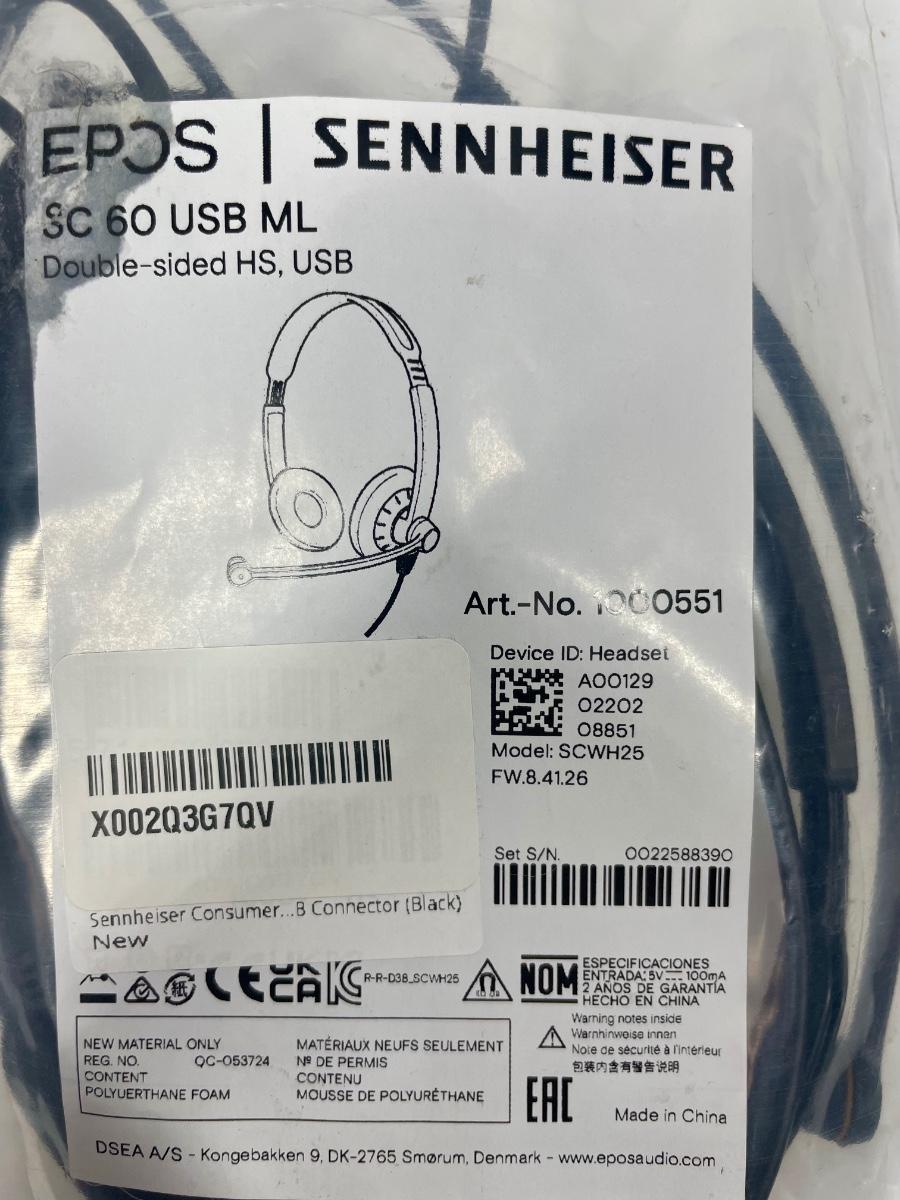 EPOS | SENNHEISER
SC 60 USB ML
Double-sided HS, USB
Art.-No. 1000551
Device ID: Headset
A00129
02202
08851
Model: SCWH25
FW.8.41.26
X002Q3G7QV
Sennheiser Consumer...B Connector (Black)
New
Set S/N. 0022588390
紙
CE UK CA
R-R-D38_SCWH25
NOM
ESPECIFICACIONES
ENTRADA: 5V⎓100mA
2 AÑOS DE GARANTÍA
HECHO EN CHINA
Warning notes inside
Warnhinweise innen
Note de sécurité à l'intérieur
包装内含有警告说明
NEW MATERIAL ONLY
REG. NO. QC-053724
CONTENT
POLYUERTHANE FOAM
MATÉRIAUX NEUFS SEULEMENT
Nº DE PERMIS
CONTENU
MOUSSE DE POLYURÉTHANE
EAC
Made in China
DSEA A/S - Kongebakken 9, DK-2765 Smørum, Denmark - www.eposaudio.com